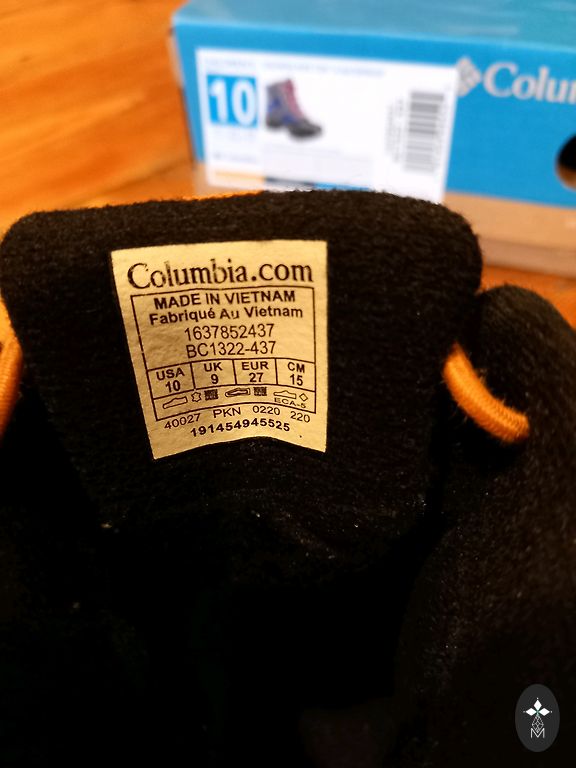 10
Colu
Columbia.com
MADE IN VIETNAM
Fabriqué Au Vietnam
1637852437
BC1322-437
USA UK EUR CM
10 9 27 15
ECA-5
40027 PKN 0220 220
191454945525